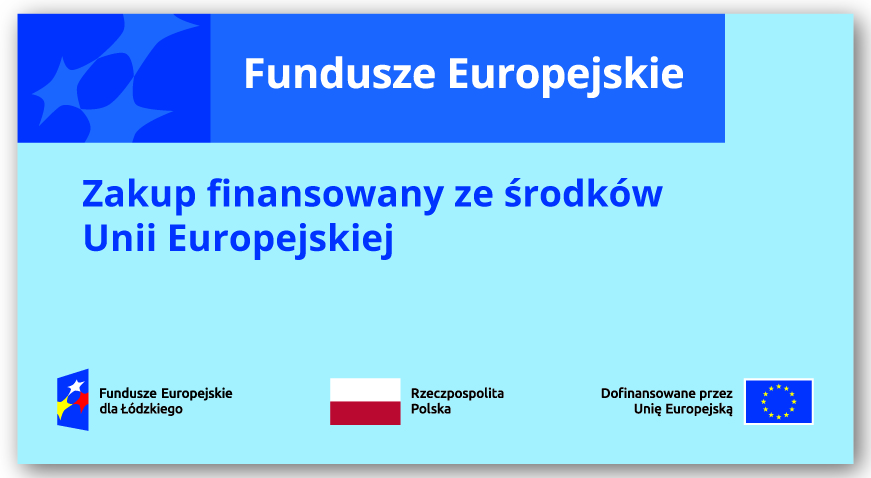 Fundusze Europejskie
Zakup finansowany ze środków
Unii Europejskiej
Fundusze Europejskie
dla Łódzkiego
Rzeczpospolita
Polska
Dofinansowane przez
Unię Europejską